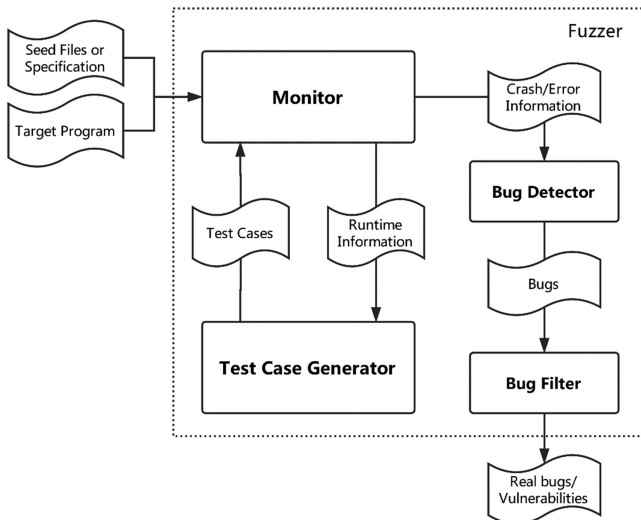 Fuzzer
Seed Files or
Specification
Target Program
Monitor
Crash/Error
Information
Bug Detector
Test Cases
Runtime
Information
Bugs
Test Case Generator
Bug Filter
Real bugs/
Vulnerabilities